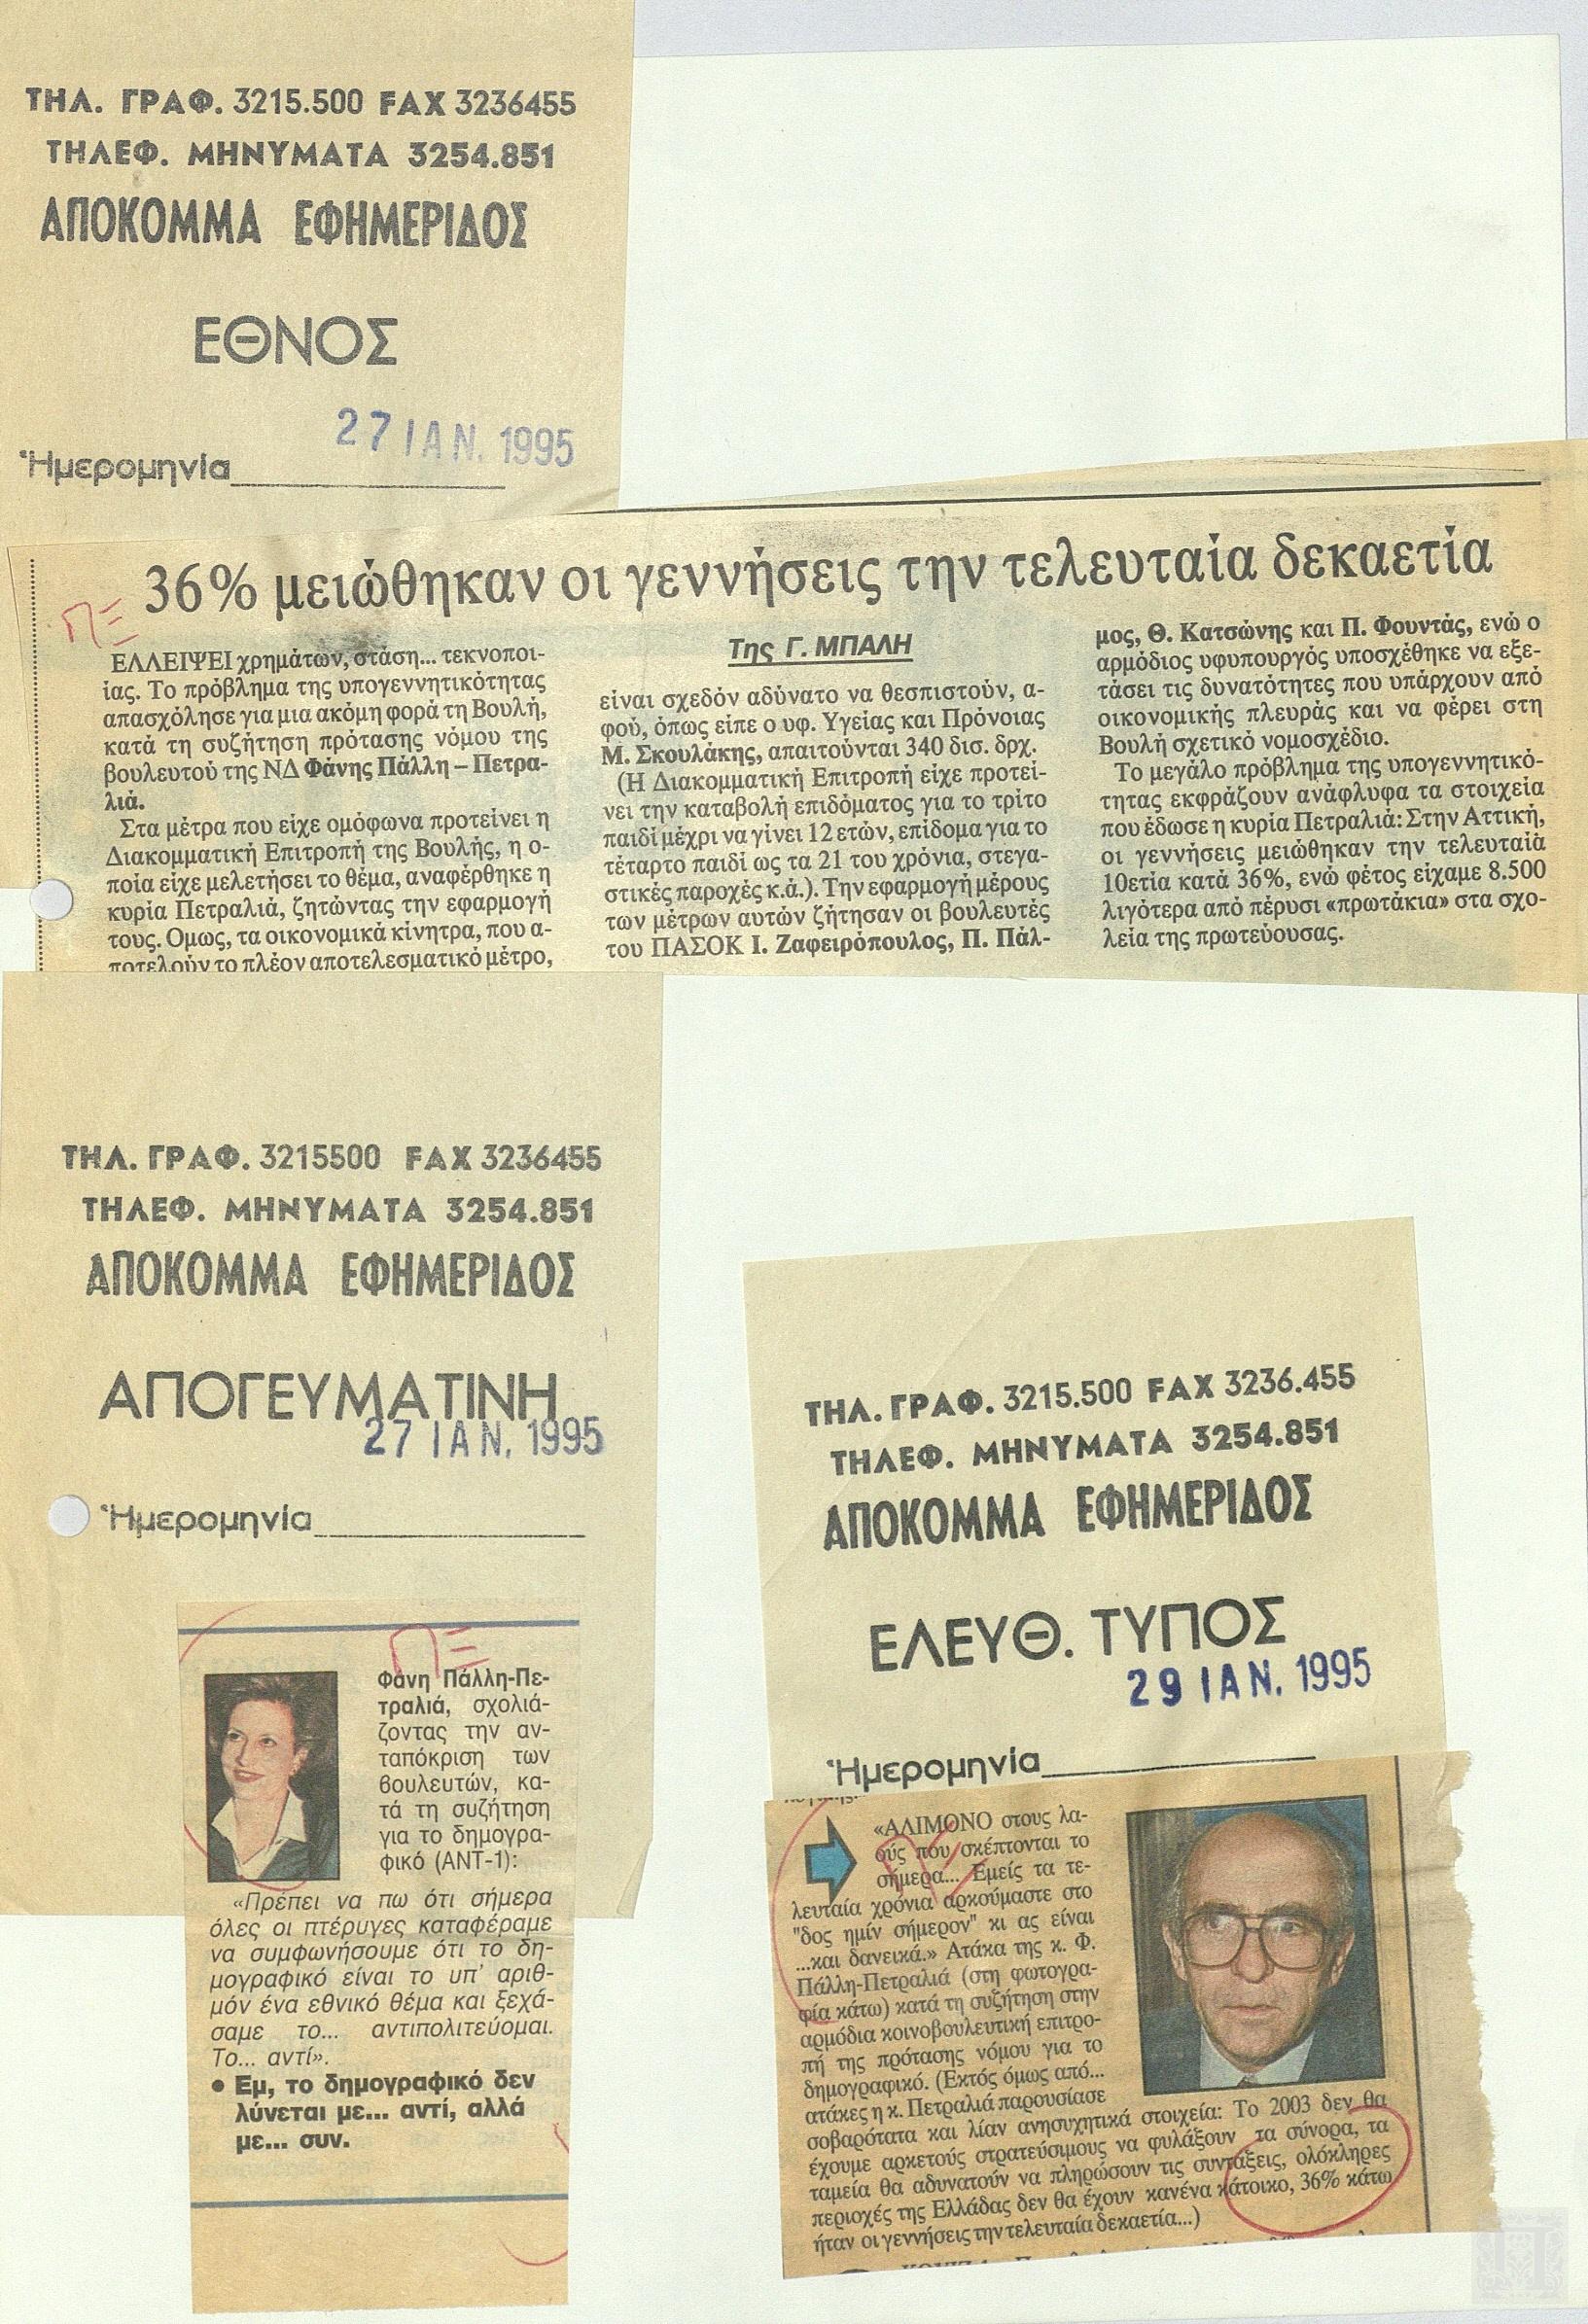 ΤΗΛ. ΓΡΑΦ. 3215.500 FAX 3236455
ΤΗΛΕΦ. ΜΗΝΥΜΑΤΑ 3254.851
ΑΠΟΚΟΜΜΑ ΕΦΗΜΕΡΙΔΟΣ
ΕΘΝΟΣ
27 ΙΑΝ. 1995
Ἡμερομηνία
36% μειώθηκαν οι γεννήσεις την τελευταία δεκαετία
ΠΞ
ΕΛΛΕΙΨΕΙ χρημάτων, στάση... τεκνοποι-
ίας. Το πρόβλημα της υπογεννητικότητας
απασχόλησε για μια ακόμη φορά τη Βουλή,
κατά τη συζήτηση πρότασης νόμου της
βουλευτού της ΝΔ Φάνης Πάλλη – Πετρα-
λιά.
Στα μέτρα που είχε ομόφωνα προτείνει η
Διακομματική Επιτροπή της Βουλής, η ο-
ποία είχε μελετήσει το θέμα, αναφέρθηκε η
κυρία Πετραλιά, ζητώντας την εφαρμογή
τους. Ομως, τα οικονομικά κίνητρα, που α-
ποτελούν το πλέον αποτελεσματικό μέτρο,
Της Γ. ΜΠΑΛΗ
είναι σχεδόν αδύνατο να θεσπιστούν, α-
φού, όπως είπε ο υφ. Υγείας και Πρόνοιας
Μ. Σκουλάκης, απαιτούνται 340 δισ. δρχ.
(Η Διακομματική Επιτροπή είχε προτεί-
νει την καταβολή επιδόματος για το τρίτο
παιδί μέχρι να γίνει 12 ετών, επίδομα για το
τέταρτο παιδί ως τα 21 του χρόνια, στεγα-
στικές παροχές κ.ά.). Την εφαρμογή μέρους
των μέτρων αυτών ζήτησαν οι βουλευτές
του ΠΑΣΟΚ Ι. Ζαφειρόπουλος, Π. Πάλ-
μος, Θ. Κατσώνης και Π. Φουντάς, ενώ ο
αρμόδιος υφυπουργός υποσχέθηκε να εξε-
τάσει τις δυνατότητες που υπάρχουν από
οικονομικής πλευράς και να φέρει στη
Βουλή σχετικό νομοσχέδιο.
Το μεγάλο πρόβλημα της υπογεννητικό-
τητας εκφράζουν ανάφλυφα τα στοιχεία
που έδωσε η κυρία Πετραλιά: Στην Αττική,
οι γεννήσεις μειώθηκαν την τελευταία
10ετία κατά 36%, ενώ φέτος είχαμε 8.500
λιγότερα από πέρυσι «πρωτάκια» στα σχο-
λεία της πρωτεύουσας.
ΤΗΛ. ΓΡΑΦ. 3215500 FAX 3236455
ΤΗΛΕΦ. ΜΗΝΥΜΑΤΑ 3254.851
ΑΠΟΚΟΜΜΑ ΕΦΗΜΕΡΙΔΟΣ
ΑΠΟΓΕΥΜΑΤΙΝΗ
27 ΙΑΝ. 1995
Ἡμερομηνία
ΠΞ
Φάνη Πάλλη-Πε-
τραλιά, σχολιά-
ζοντας την αν-
ταπόκριση των
βουλευτών, κα-
τά τη συζήτηση
για το δημογρα-
φικό (ΑΝΤ-1):
«Πρέπει να πω ότι σήμερα
όλες οι πτέρυγες καταφέραμε
να συμφωνήσουμε ότι το δη-
μογραφικό είναι το υπ' αριθ-
μόν ένα εθνικό θέμα και ξεχά-
σαμε το... αντιπολιτεύομαι.
Το... αντί».
● Εμ, το δημογραφικό δεν
λύνεται με... αντί, αλλά
με... συν.
ΤΗΛ. ΓΡΑΦ. 3215.500 FAX 3236.455
ΤΗΛΕΦ. ΜΗΝΥΜΑΤΑ 3254.851
ΑΠΟΚΟΜΜΑ ΕΦΗΜΕΡΙΔΟΣ
ΕΛΕΥΘ. ΤΥΠΟΣ
29 ΙΑΝ. 1995
Ἡμερομηνία
«ΑΛΙΜΟΝΟ στους λα-
ούς που σκέπτονται το
σήμερα... Εμείς τα τε-
λευταία χρόνια αρκούμαστε στο
"δος ημίν σήμερον" κι ας είναι
...και δανεικά.» Ατάκα της κ. Φ.
Πάλλη-Πετραλιά (στη φωτογρα-
φία κάτω) κατά τη συζήτηση στην
αρμόδια κοινοβουλευτική επιτρο-
πή της πρότασης νόμου για το
δημογραφικό. (Εκτός όμως από...
ατάκες η κ. Πετραλιά παρουσίασε
σοβαρότατα και λίαν ανησυχητικά στοιχεία: Το 2003 δεν θα
έχουμε αρκετούς στρατεύσιμους να φυλάξουν τα σύνορα, τα
ταμεία θα αδυνατούν να πληρώσουν τις συντάξεις, ολόκληρες
περιοχές της Ελλάδας δεν θα έχουν κανένα κάτοικο, 36% κάτω
ήταν οι γεννήσεις την τελευταία δεκαετία...)